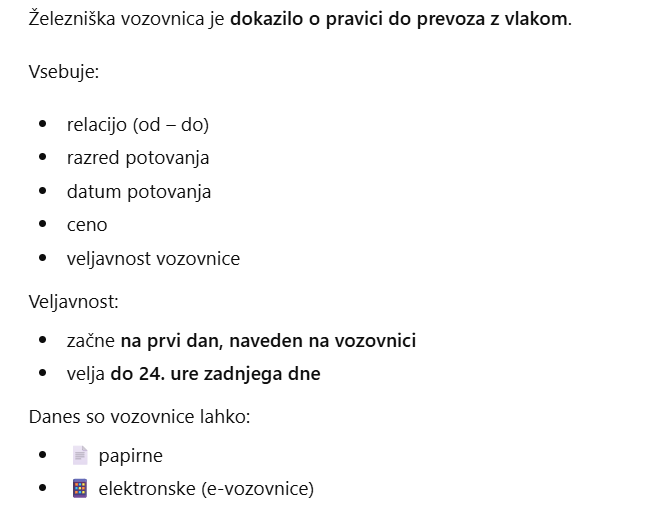 Železniška vozovnica je dokazilo o pravici do prevoza z vlakom.
Vsebuje:
• relacijo (od – do)
• razred potovanja
• datum potovanja
• ceno
• veljavnost vozovnice
Veljavnost:
• začne na prvi dan, naveden na vozovnici
• velja do 24. ure zadnjega dne
Danes so vozovnice lahko:
• papirne
• elektronske (e-vozovnice)